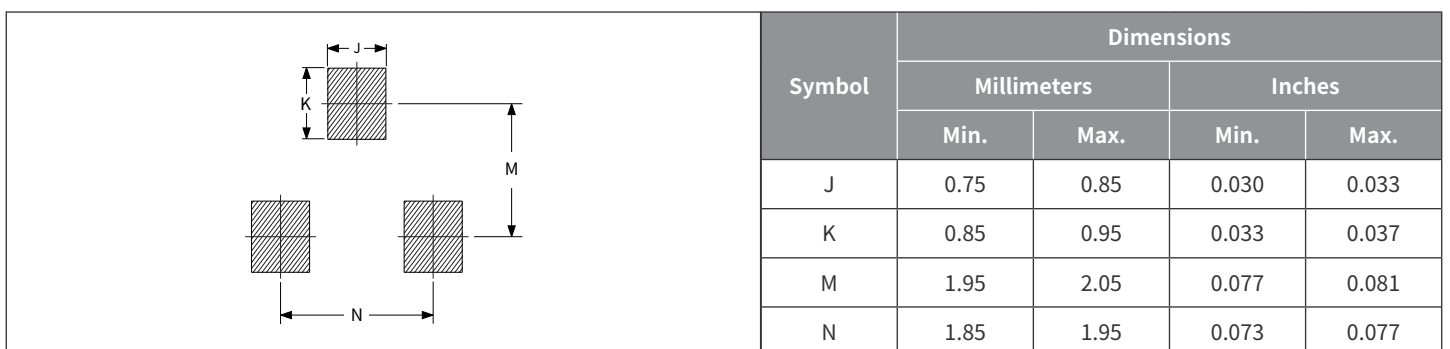 J
K
M
N
Dimensions
Symbol Millimeters Inches
Min. Max. Min. Max.
J 0.75 0.85 0.030 0.033
K 0.85 0.95 0.033 0.037
M 1.95 2.05 0.077 0.081
N 1.85 1.95 0.073 0.077